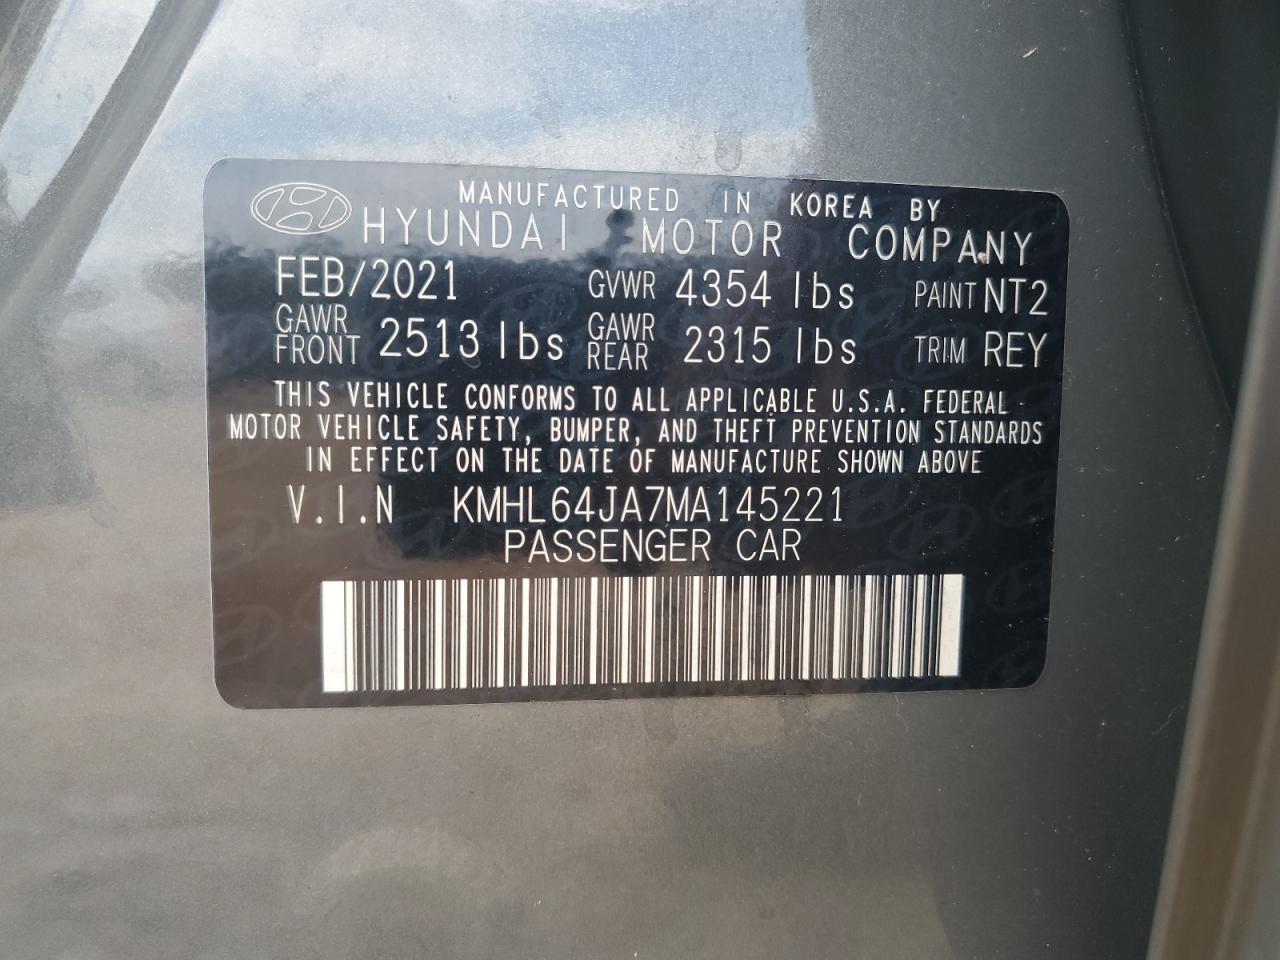 MANUFACTURED IN KOREA BY
HYUNDAI MOTOR COMPANY
FEB/2021 GVWR 4354 lbs PAINT NT2
GAWR FRONT 2513 lbs GAWR REAR 2315 lbs TRIM REY
THIS VEHICLE CONFORMS TO ALL APPLICABLE U.S.A. FEDERAL
MOTOR VEHICLE SAFETY, BUMPER, AND THEFT PREVENTION STANDARDS
IN EFFECT ON THE DATE OF MANUFACTURE SHOWN ABOVE
V.I.N KMHL64JA7MA145221
PASSENGER CAR